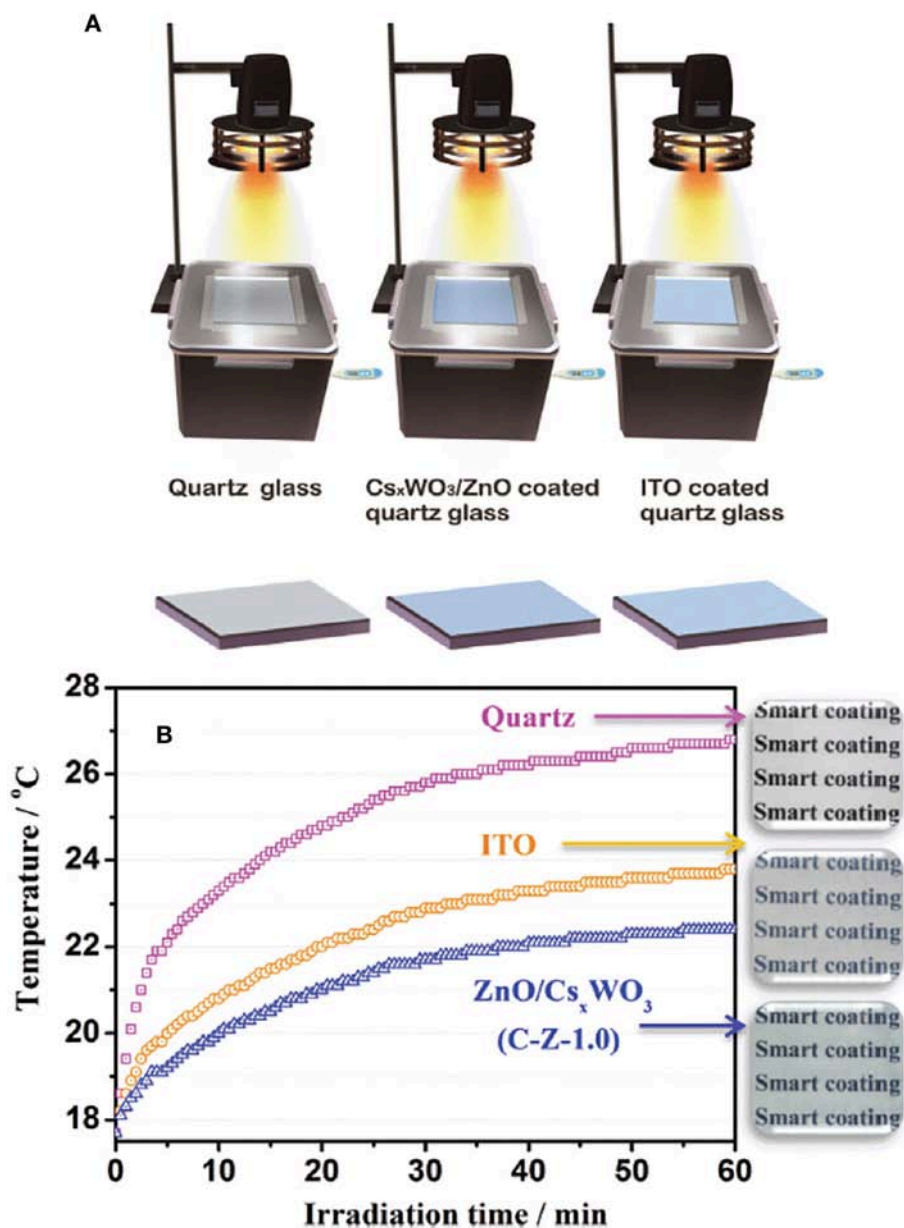 A
Quartz glass
CsₓWO₃/ZnO coated
quartz glass
ITO coated
quartz glass
B
Temperature / °C
28
26
24
22
20
18
Quartz
ITO
ZnO/CsₓWO₃
(C-Z-1.0)
Smart coating
Smart coating
Smart coating
Smart coating
Smart coating
Smart coating
Smart coating
Smart coating
Smart coating
Smart coating
Smart coating
Smart coating
0 10 20 30 40 50 60
Irradiation time / min